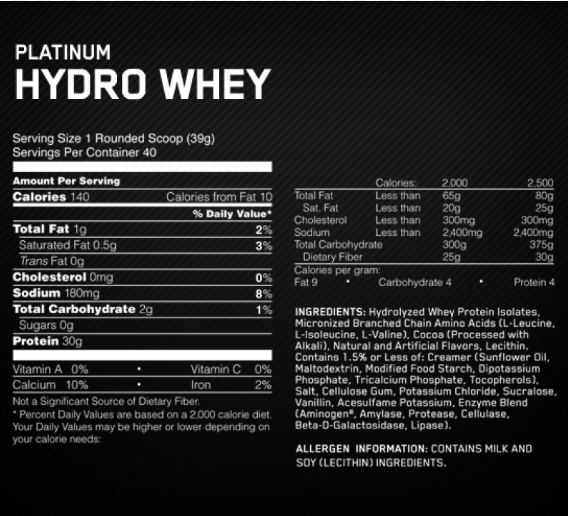 PLATINUM
HYDRO WHEY
Serving Size 1 Rounded Scoop (39g)
Servings Per Container 40
Amount Per Serving
Calories 140 Calories from Fat 10
% Daily Value*
Total Fat 1g 2%
Saturated Fat 0.5g 3%
Trans Fat 0g
Cholesterol 0mg 0%
Sodium 180mg 8%
Total Carbohydrate 2g 1%
Sugars 0g
Protein 30g
Vitamin A 0% • Vitamin C 0%
Calcium 10% • Iron 2%
Not a Significant Source of Dietary Fiber.
* Percent Daily Values are based on a 2,000 calorie diet.
Your Daily Values may be higher or lower depending on
your calorie needs:
Calories: 2,000 2,500
Total Fat Less than 65g 80g
Sat. Fat Less than 20g 25g
Cholesterol Less than 300mg 300mg
Sodium Less than 2,400mg 2,400mg
Total Carbohydrate 300g 375g
Dietary Fiber 25g 30g
Calories per gram:
Fat 9 • Carbohydrate 4 • Protein 4
INGREDIENTS: Hydrolyzed Whey Protein Isolates,
Micronized Branched Chain Amino Acids (L-Leucine,
L-Isoleucine, L-Valine), Cocoa (Processed with
Alkali), Natural and Artificial Flavors, Lecithin.
Contains 1.5% or Less of: Creamer (Sunflower Oil,
Maltodextrin, Modified Food Starch, Dipotassium
Phosphate, Tricalcium Phosphate, Tocopherols),
Salt, Cellulose Gum, Potassium Chloride, Sucralose,
Vanillin, Acesulfame Potassium, Enzyme Blend
(Aminogen®, Amylase, Protease, Cellulase,
Beta-D-Galactosidase, Lipase).
ALLERGEN INFORMATION: CONTAINS MILK AND
SOY (LECITHIN) INGREDIENTS.